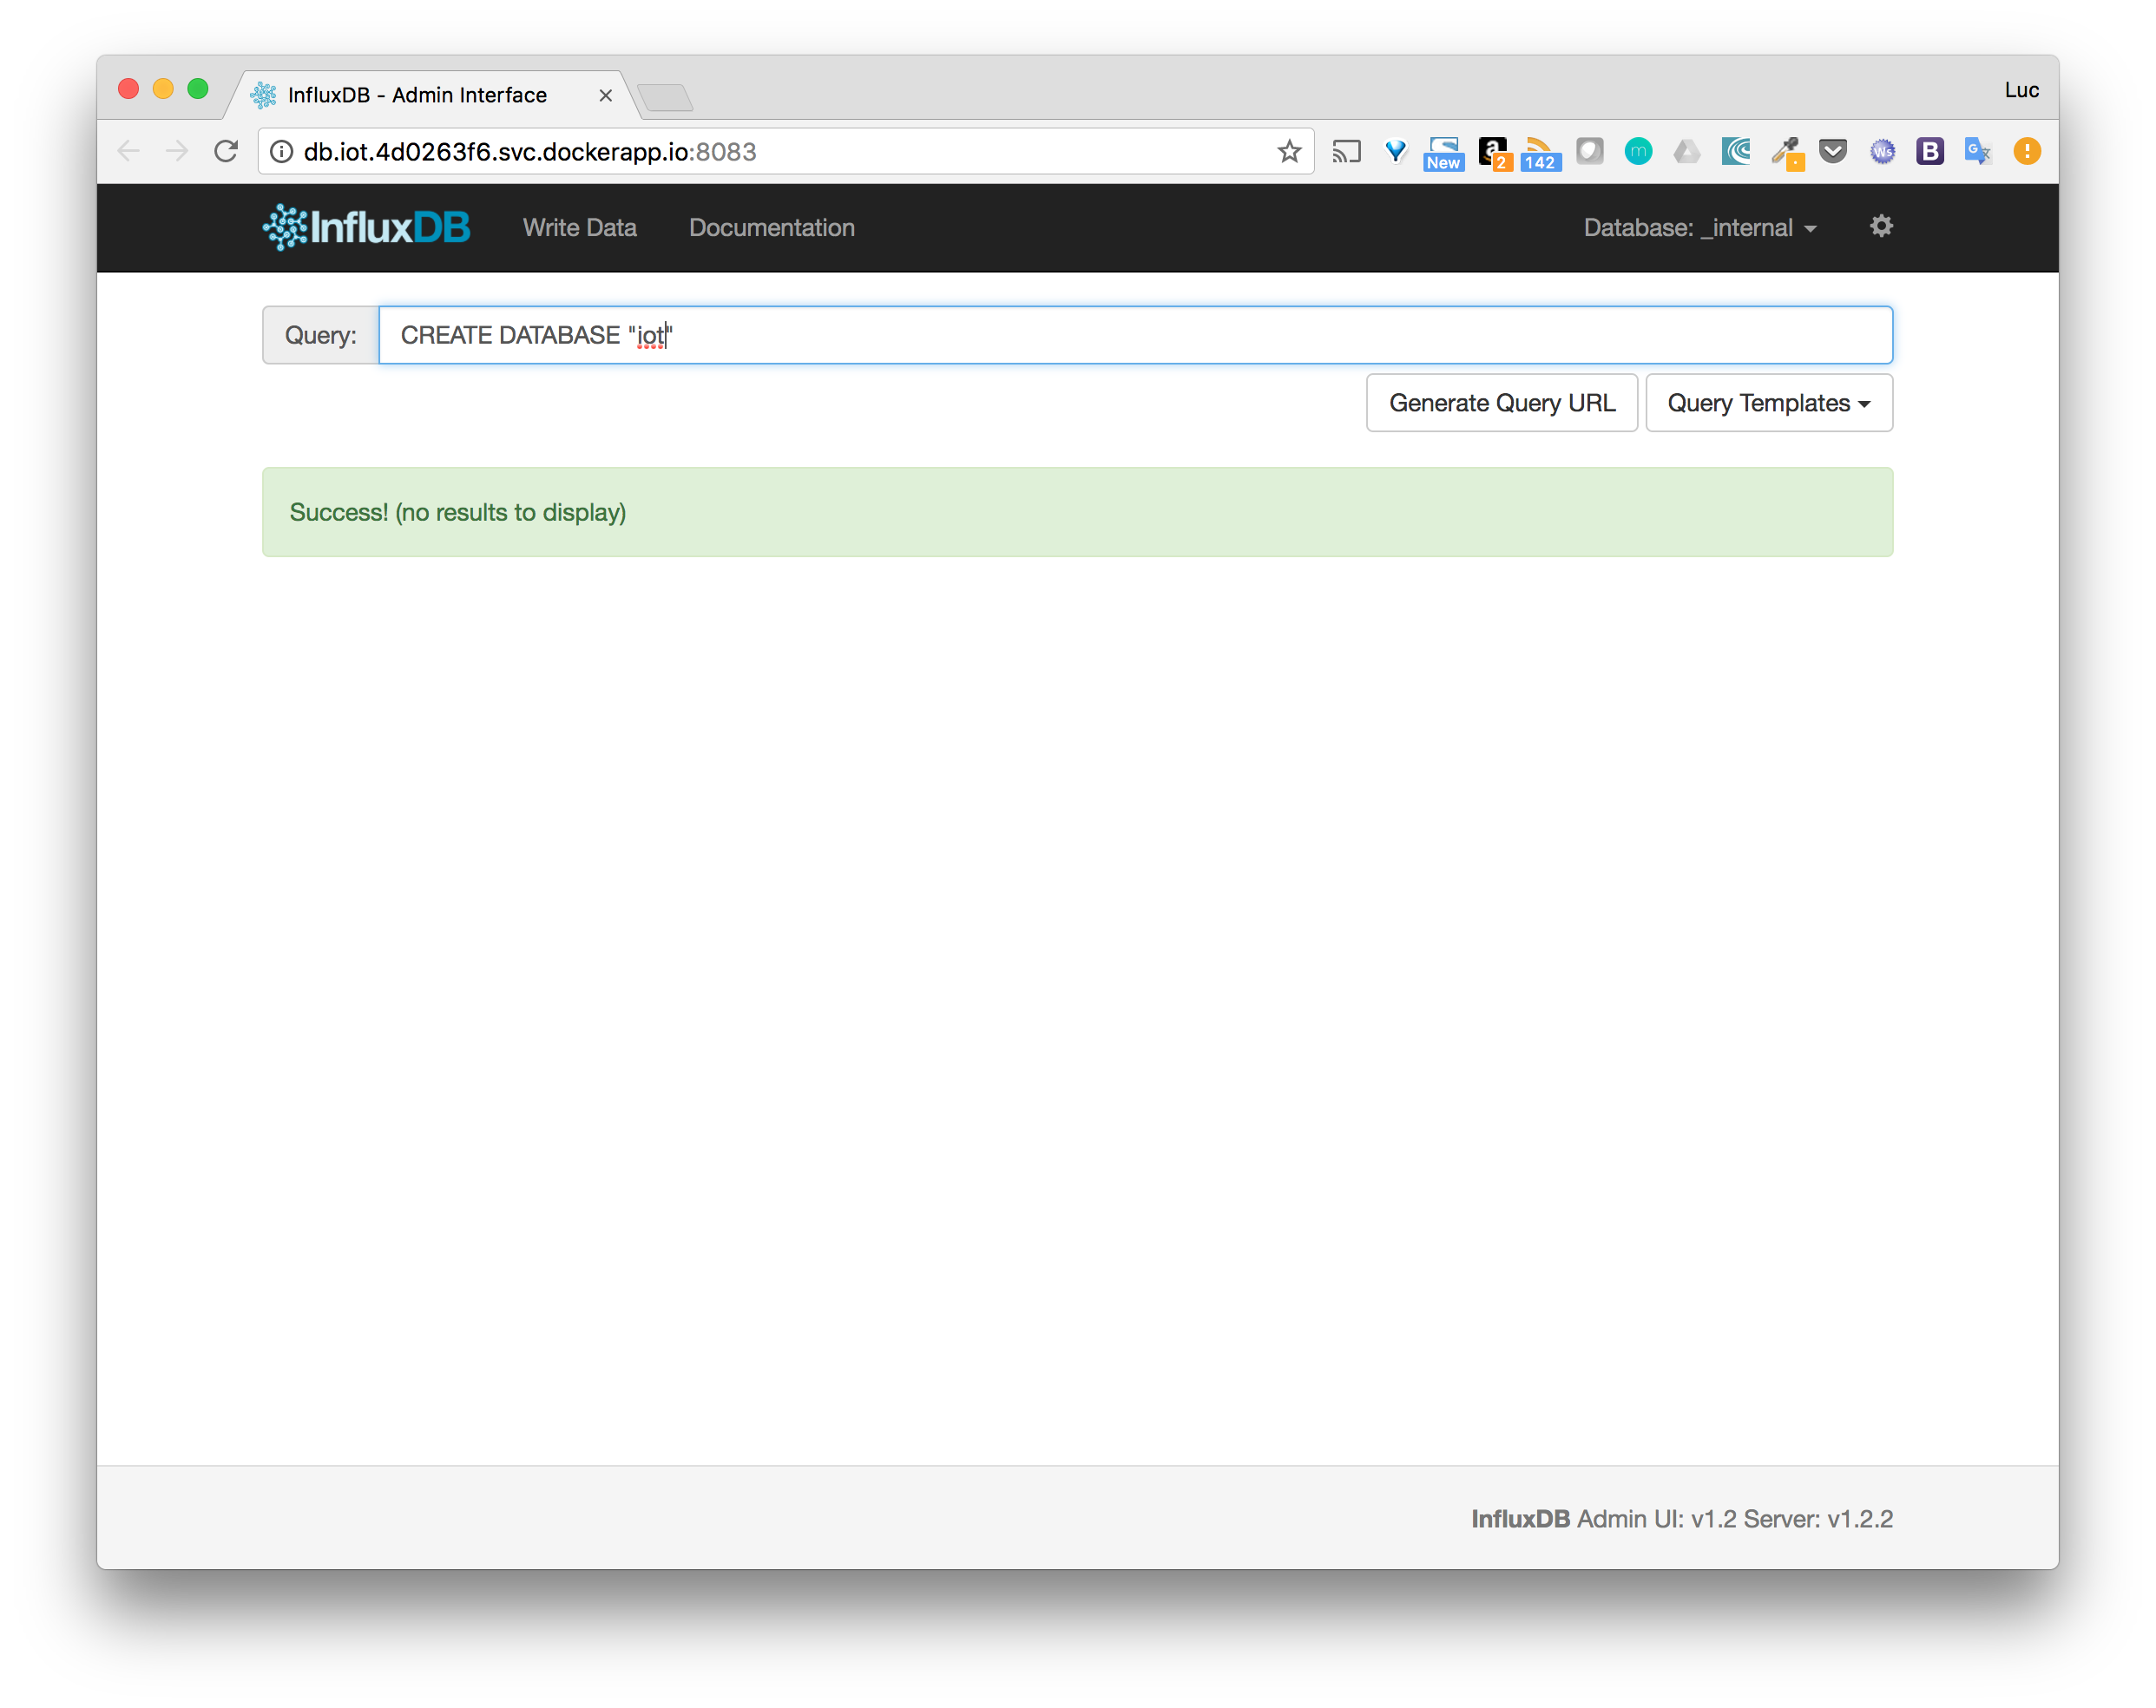 InfluxDB - Admin Interface
Luc
db.iot.4d0263f6.svc.dockerapp.io:8083
New
a 2
142
m
Ws
B
G
InfluxDB Write Data Documentation Database: _internal
Query: CREATE DATABASE "iot"
Generate Query URL Query Templates
Success! (no results to display)
InfluxDB Admin UI: v1.2 Server: v1.2.2